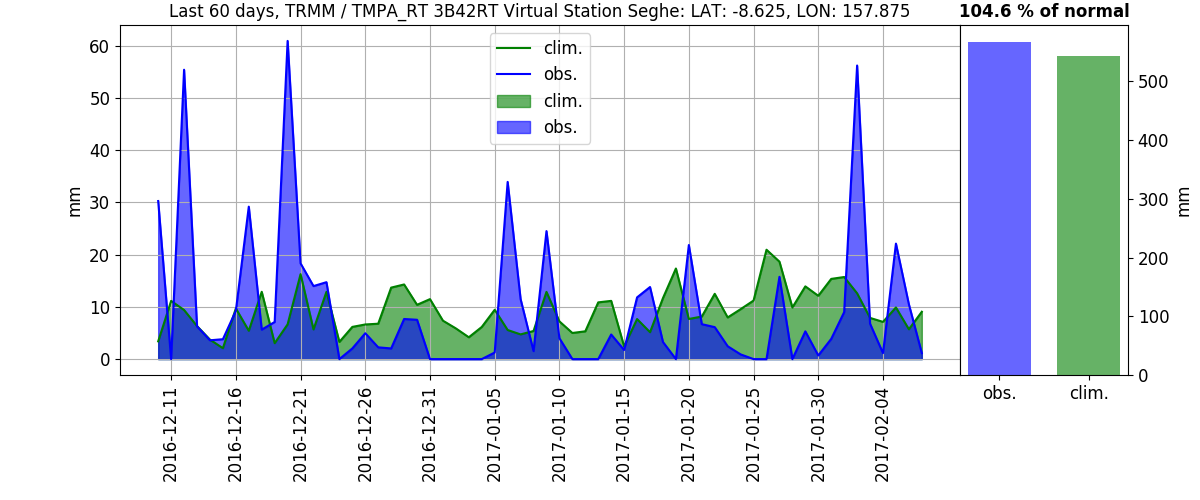 Last 60 days, TRMM / TMPA_RT 3B42RT Virtual Station Seghe: LAT: -8.625, LON: 157.875
104.6 % of normal
60
50
40
30
20
10
0
mm
clim.
obs.
clim.
obs.
2016-12-11
2016-12-16
2016-12-21
2016-12-26
2016-12-31
2017-01-05
2017-01-10
2017-01-15
2017-01-20
2017-01-25
2017-01-30
2017-02-04
500
400
300
200
100
0
mm
obs.
clim.